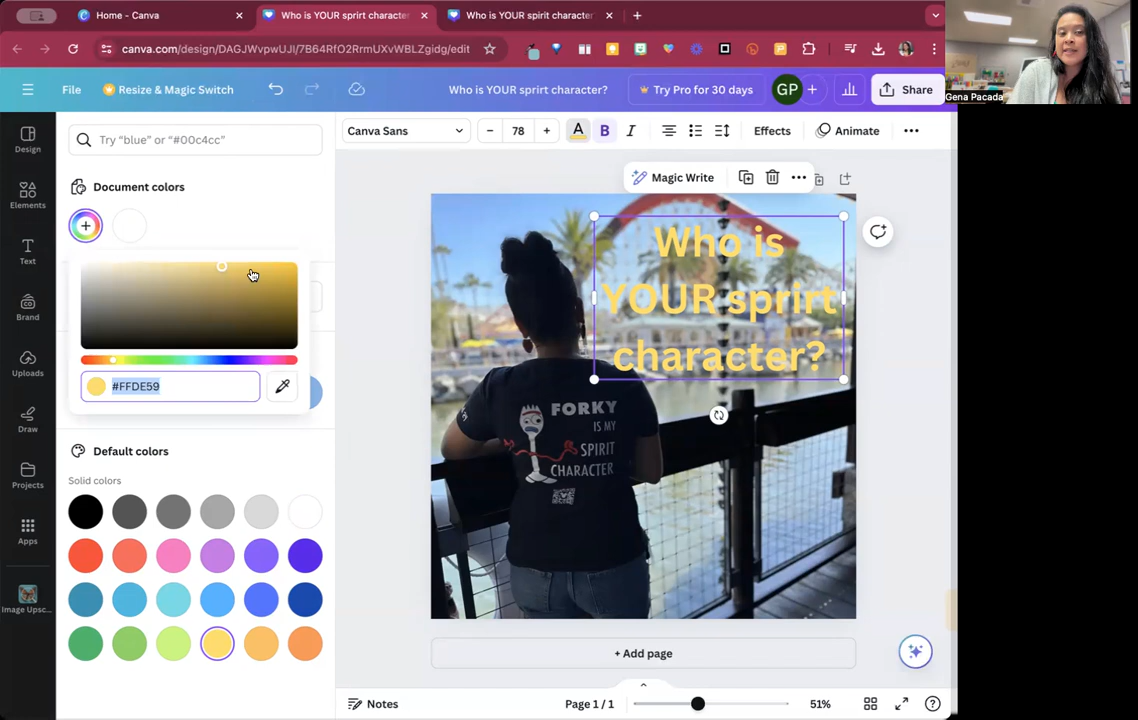 Home - Canva
Who is YOUR sprirt character
Who is YOUR spirit character
canva.com/design/DAGJWvpwUJI/7B64RfO2RrmUXvWBLZgidg/edit
Gena Pacada
File
Resize & Magic Switch
Who is YOUR sprirt character?
Try Pro for 30 days
GP
Share
Design
Elements
Text
Brand
Uploads
Draw
Projects
Apps
Image Upsc...
Try "blue" or "#00c4cc"
Document colors
#FFDE59
Default colors
Solid colors
Canva Sans
78
A
B
I
Effects
Animate
Magic Write
Who is
YOUR sprirt
character?
FORKY
IS MY
SPIRIT
CHARACTER
+ Add page
Notes
Page 1 / 1
51%